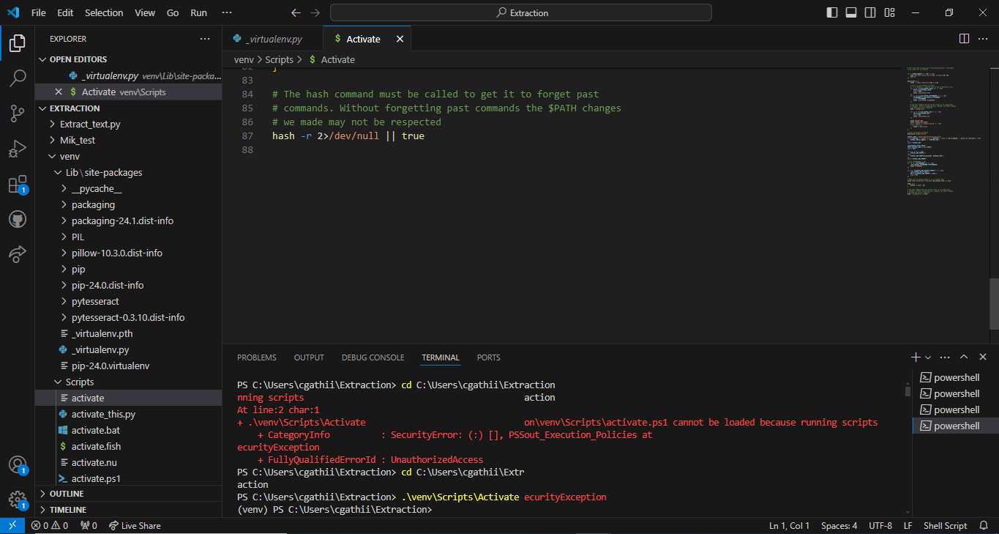 File Edit Selection View Go Run ···
Extraction
EXPLORER
OPEN EDITORS
_virtualenv.py venv\Lib\site-packa...
$ Activate venv\Scripts
EXTRACTION
Extract_text.py
Mik_test
venv
Lib\site-packages
__pycache__
packaging
packaging-24.1.dist-info
PIL
pillow-10.3.0.dist-info
pip
pip-24.0.dist-info
pytesseract
pytesseract-0.3.10.dist-info
_virtualenv.pth
_virtualenv.py
pip-24.0.virtualenv
Scripts
activate
activate_this.py
activate.bat
$ activate.fish
activate.nu
activate.ps1
OUTLINE
TIMELINE
1
1
1
_virtualenv.py
$ Activate
venv > Scripts > $ Activate
82 }
83
84 # The hash command must be called to get it to forget past
85 # commands. Without forgetting past commands the $PATH changes
86 # we made may not be respected
87 hash -r 2>/dev/null || true
88
PROBLEMS OUTPUT DEBUG CONSOLE TERMINAL PORTS
PS C:\Users\cgathii\Extraction> cd C:\Users\cgathii\Extraction
nning scripts action
At line:2 char:1
+ .\venv\Scripts\Activate on\venv\Scripts\activate.ps1 cannot be loaded because running scripts
+ CategoryInfo : SecurityError: (:) [], PSSout_Execution_Policies at
ecurityException
+ FullyQualifiedErrorId : UnauthorizedAccess
PS C:\Users\cgathii\Extraction> cd C:\Users\cgathii\Extr
action
PS C:\Users\cgathii\Extraction> .\venv\Scripts\Activate ecurityException
(venv) PS C:\Users\cgathii\Extraction>
powershell
powershell
powershell
powershell
0 0 0 Live Share
Ln 1, Col 1 Spaces: 4 UTF-8 LF Shell Script